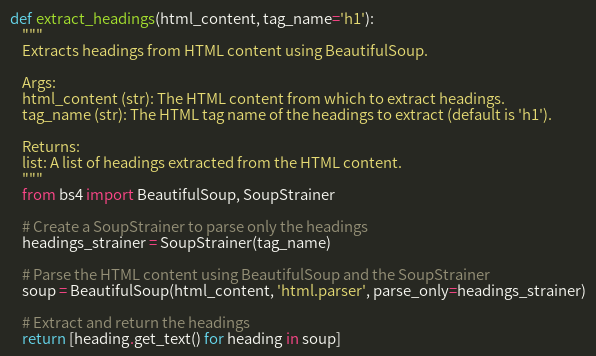 def extract_headings(html_content, tag_name='h1'):
    """
    Extracts headings from HTML content using BeautifulSoup.

    Args:
    html_content (str): The HTML content from which to extract headings.
    tag_name (str): The HTML tag name of the headings to extract (default is 'h1').

    Returns:
    list: A list of headings extracted from the HTML content.
    """
    from bs4 import BeautifulSoup, SoupStrainer

    # Create a SoupStrainer to parse only the headings
    headings_strainer = SoupStrainer(tag_name)

    # Parse the HTML content using BeautifulSoup and the SoupStrainer
    soup = BeautifulSoup(html_content, 'html.parser', parse_only=headings_strainer)

    # Extract and return the headings
    return [heading.get_text() for heading in soup]